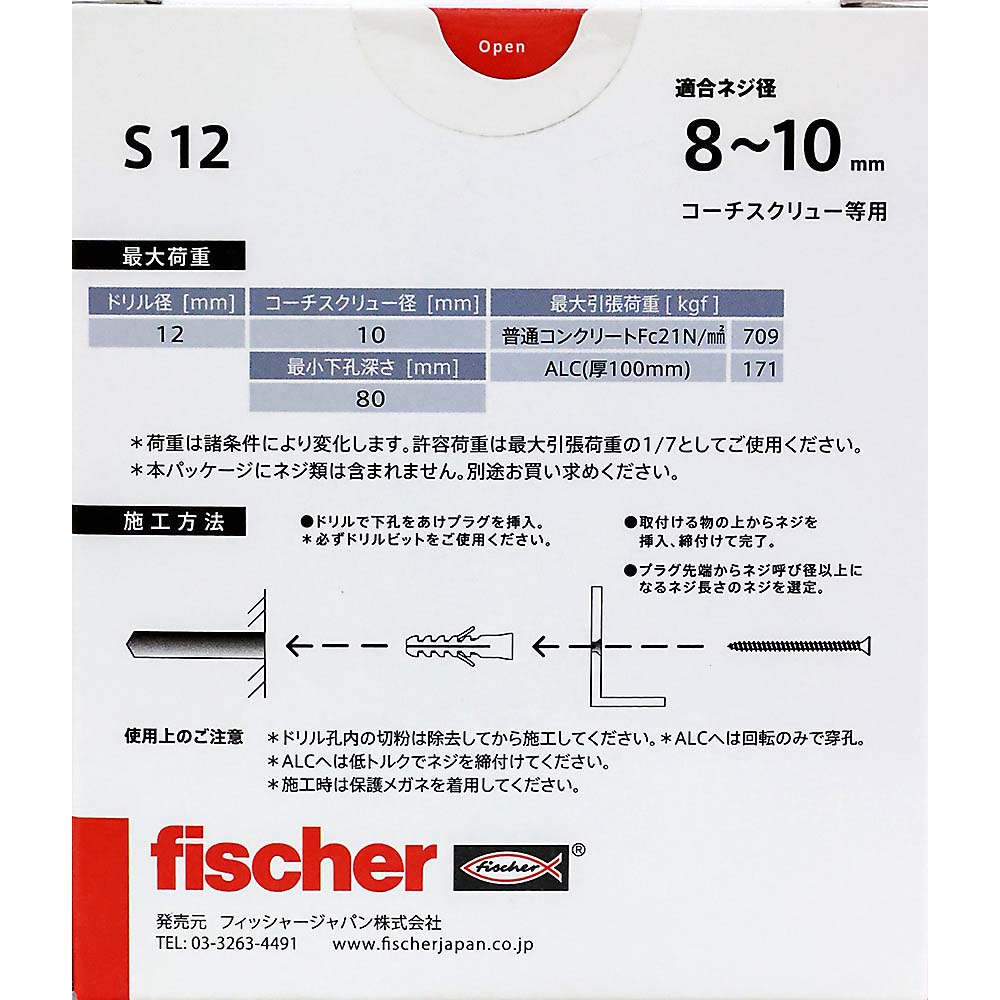 Open
S 12
適合ネジ径
8〜10 mm
コーチスクリュー等用
最大荷重
ドリル径 [mm] コーチスクリュー径 [mm] 最大引張荷重 [ kgf ]
12 10 普通コンクリートFc21N/m㎡ 709
最小下孔深さ [mm] ALC(厚100mm) 171
80
＊荷重は諸条件により変化します。許容荷重は最大引張荷重の1/7としてご使用ください。
＊本パッケージにネジ類は含まれません。別途お買い求めください。
施工方法
●ドリルで下孔をあけプラグを挿入。
＊必ずドリルビットをご使用ください。
●取付ける物の上からネジを
挿入、締付けて完了。
●プラグ先端からネジ呼び径以上に
なるネジ長さのネジを選定。
使用上のご注意 ＊ドリル孔内の切粉は除去してから施工してください。＊ALCへは回転のみで穿孔。
＊ALCへは低トルクでネジを締付けてください。
＊施工時は保護メガネを着用してください。
fischer fischer ®
発売元 フィッシャージャパン株式会社
TEL: 03-3263-4491 www.fischerjapan.co.jp